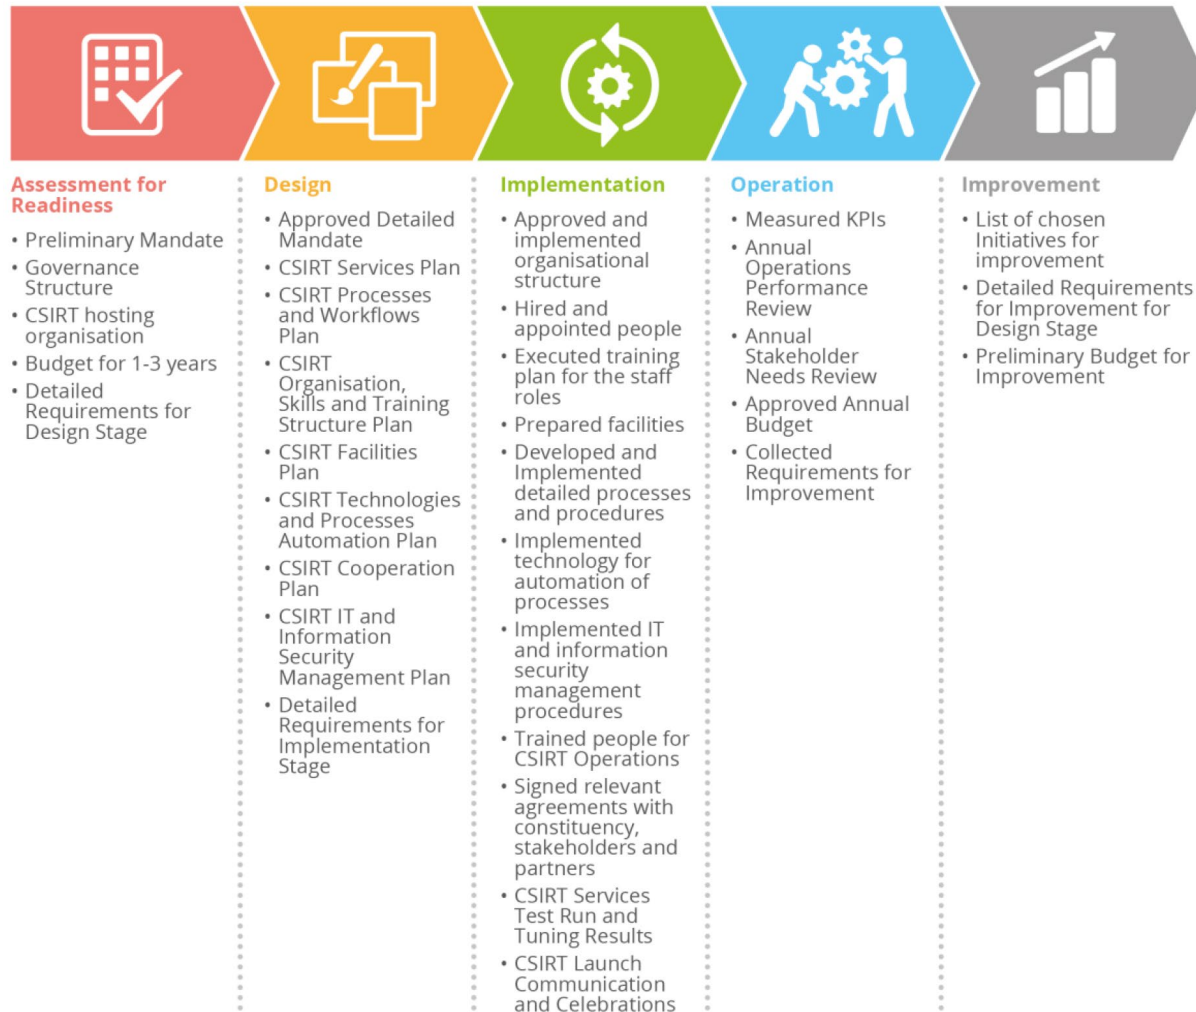 Assessment for
Readiness
• Preliminary Mandate
• Governance
Structure
• CSIRT hosting
organisation
• Budget for 1-3 years
• Detailed
Requirements for
Design Stage
Design
• Approved Detailed
Mandate
• CSIRT Services Plan
• CSIRT Processes
and Workflows
Plan
• CSIRT
Organisation,
Skills and Training
Structure Plan
• CSIRT Facilities
Plan
• CSIRT Technologies
and Processes
Automation Plan
• CSIRT Cooperation
Plan
• CSIRT IT and
Information
Security
Management Plan
• Detailed
Requirements for
Implementation
Stage
Implementation
• Approved and
implemented
organisational
structure
• Hired and
appointed people
• Executed training
plan for the staff
roles
• Prepared facilities
• Developed and
Implemented
detailed processes
and procedures
• Implemented
technology for
automation of
processes
• Implemented IT
and information
security
management
procedures
• Trained people for
CSIRT Operations
• Signed relevant
agreements with
constituency,
stakeholders and
partners
• CSIRT Services
Test Run and
Tuning Results
• CSIRT Launch
Communication
and Celebrations
Operation
• Measured KPIs
• Annual
Operations
Performance
Review
• Annual
Stakeholder
Needs Review
• Approved Annual
Budget
• Collected
Requirements for
Improvement
Improvement
• List of chosen
Initiatives for
improvement
• Detailed Requirements
for Improvement for
Design Stage
• Preliminary Budget for
Improvement